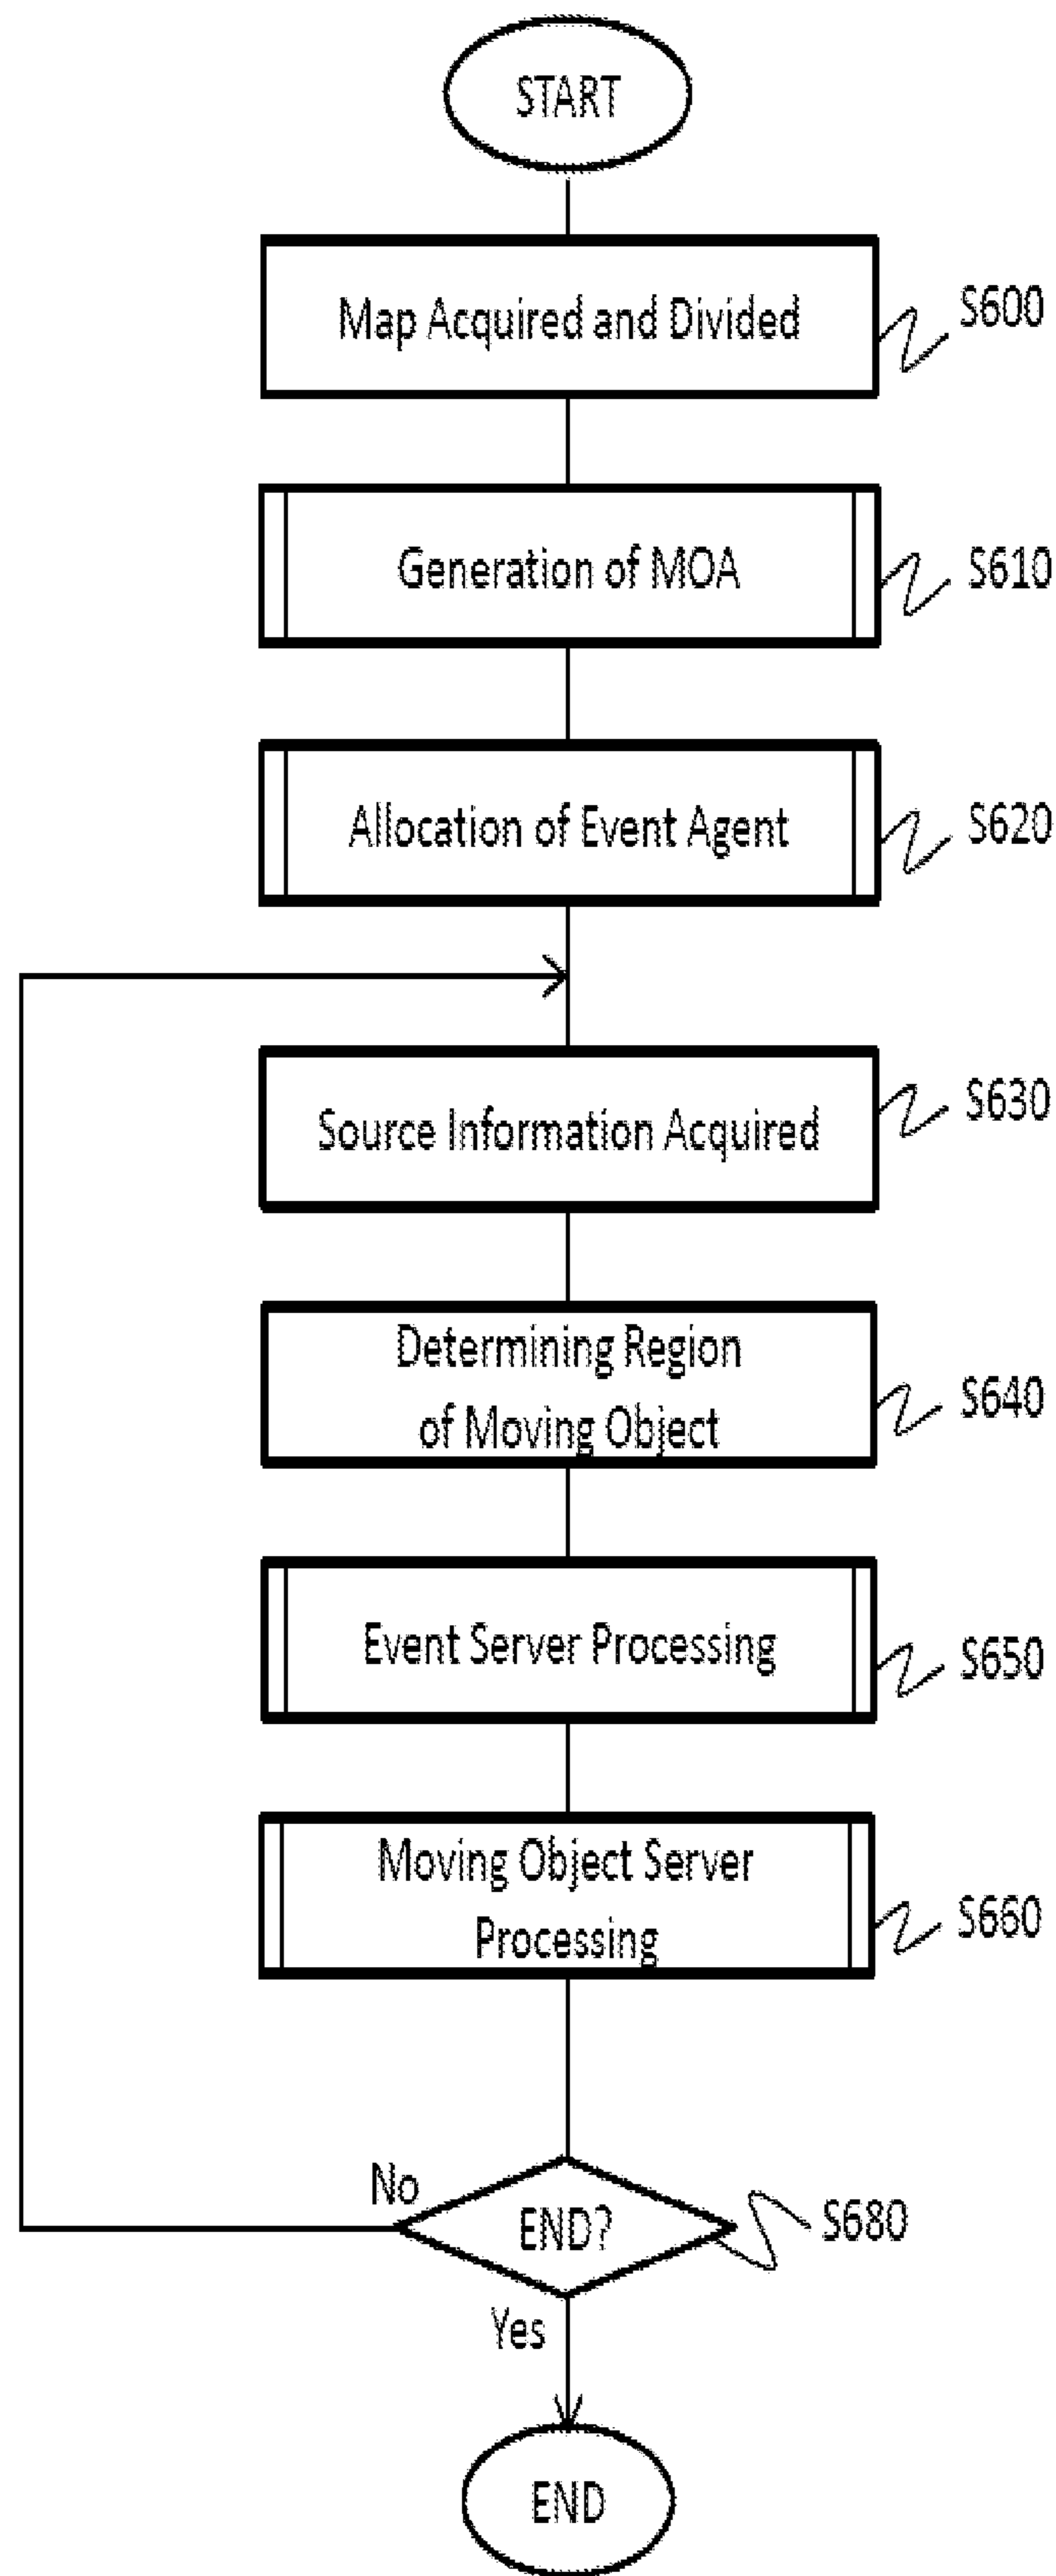 START
Map Acquired and Divided
S600
Generation of MOA
S610
Allocation of Event Agent
S620
Source Information Acquired
S630
Determining Region
of Moving Object
S640
Event Server Processing
S650
Moving Object Server
Processing
S660
No
END?
S680
Yes
END